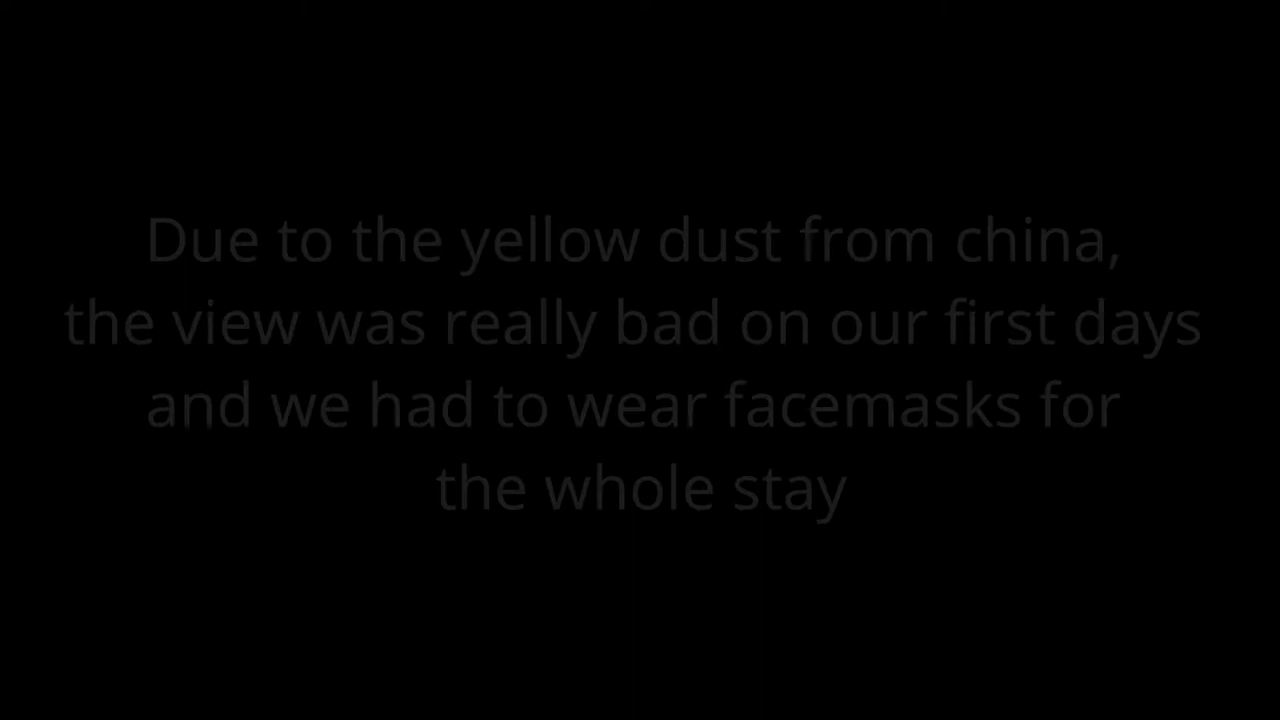 Due to the yellow dust from china,
the view was really bad on our first days
and we had to wear facemasks for
the whole stay